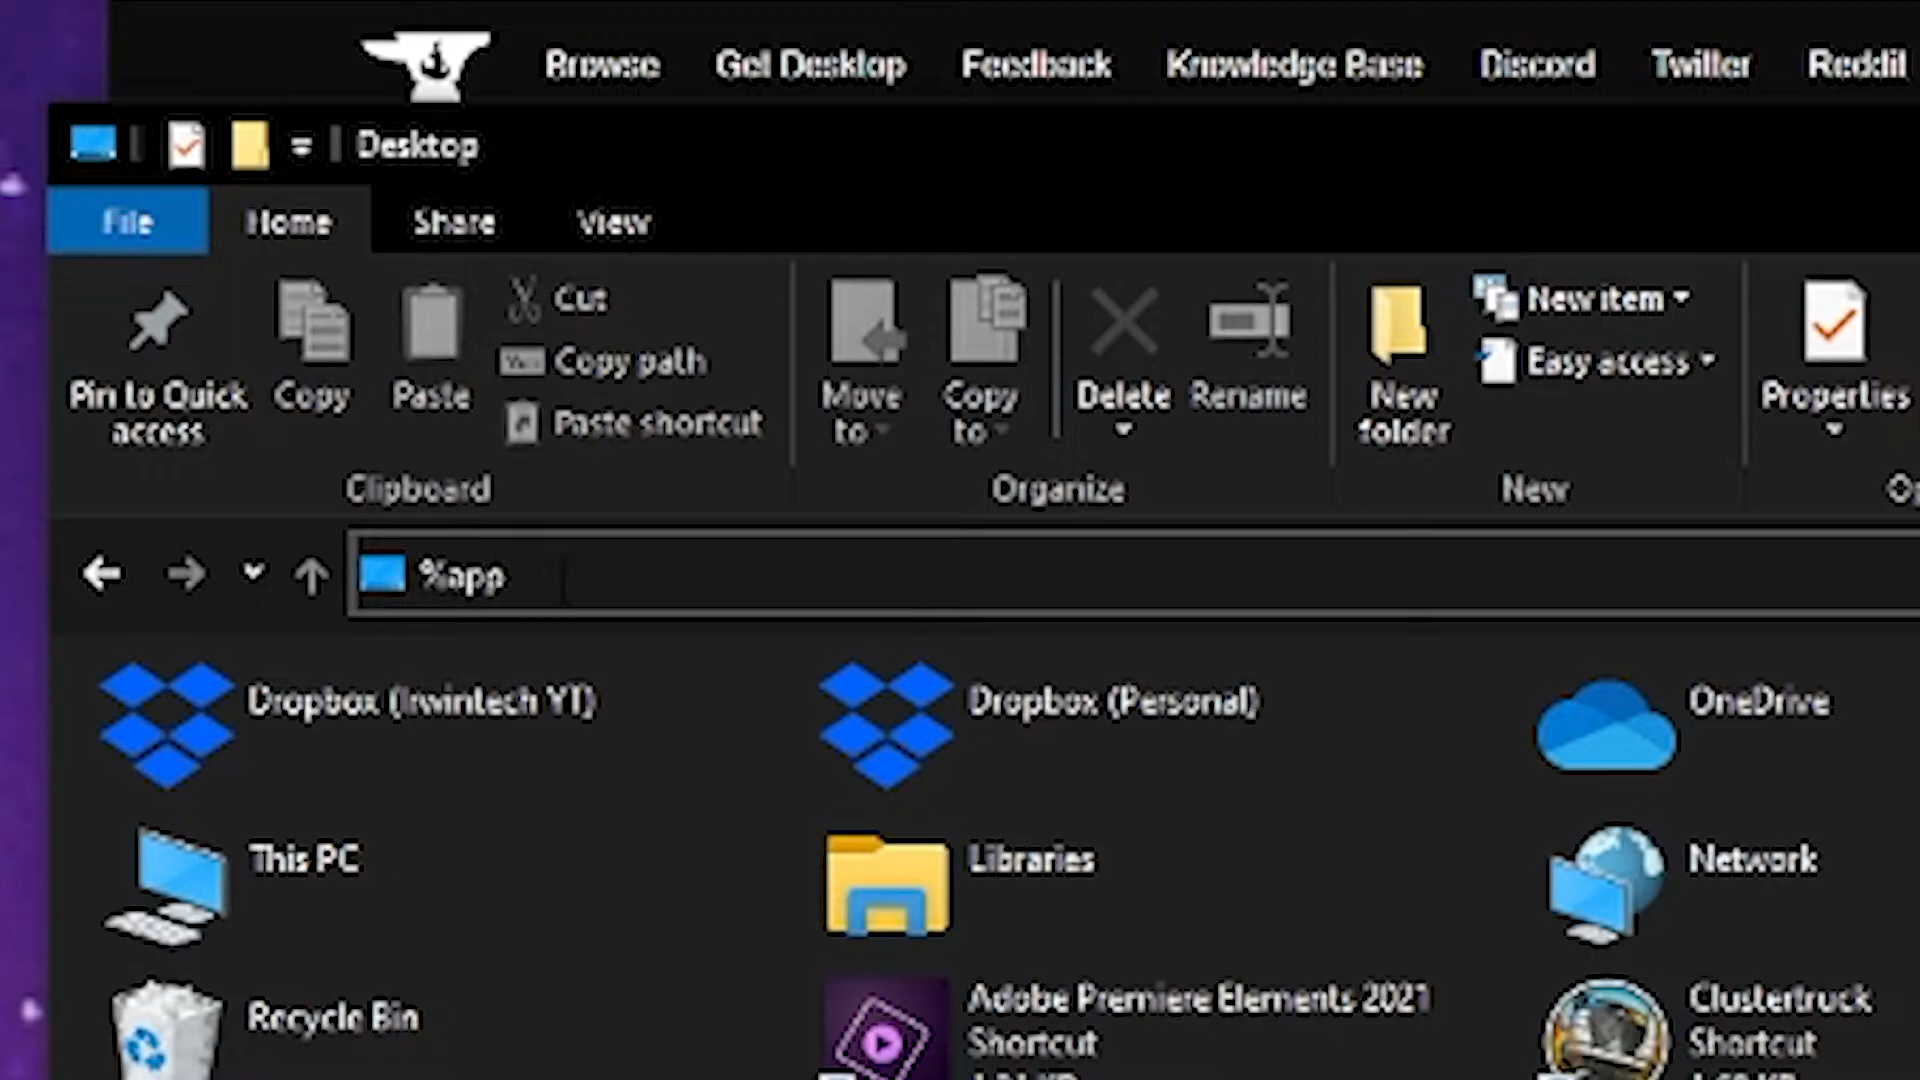 Browse Get Desktop Feedback Knowledge Base Discord Twitter Reddit
Desktop
File Home Share View
Pin to Quick access
Copy
Paste
Cut
Copy path
Paste shortcut
Clipboard
Move to
Copy to
Delete
Rename
Organize
New folder
New item
Easy access
New
Properties
%app
Dropbox (Irwintech YT)
Dropbox (Personal)
OneDrive
This PC
Libraries
Network
Recycle Bin
Adobe Premiere Elements 2021
Shortcut
Clustertruck
Shortcut